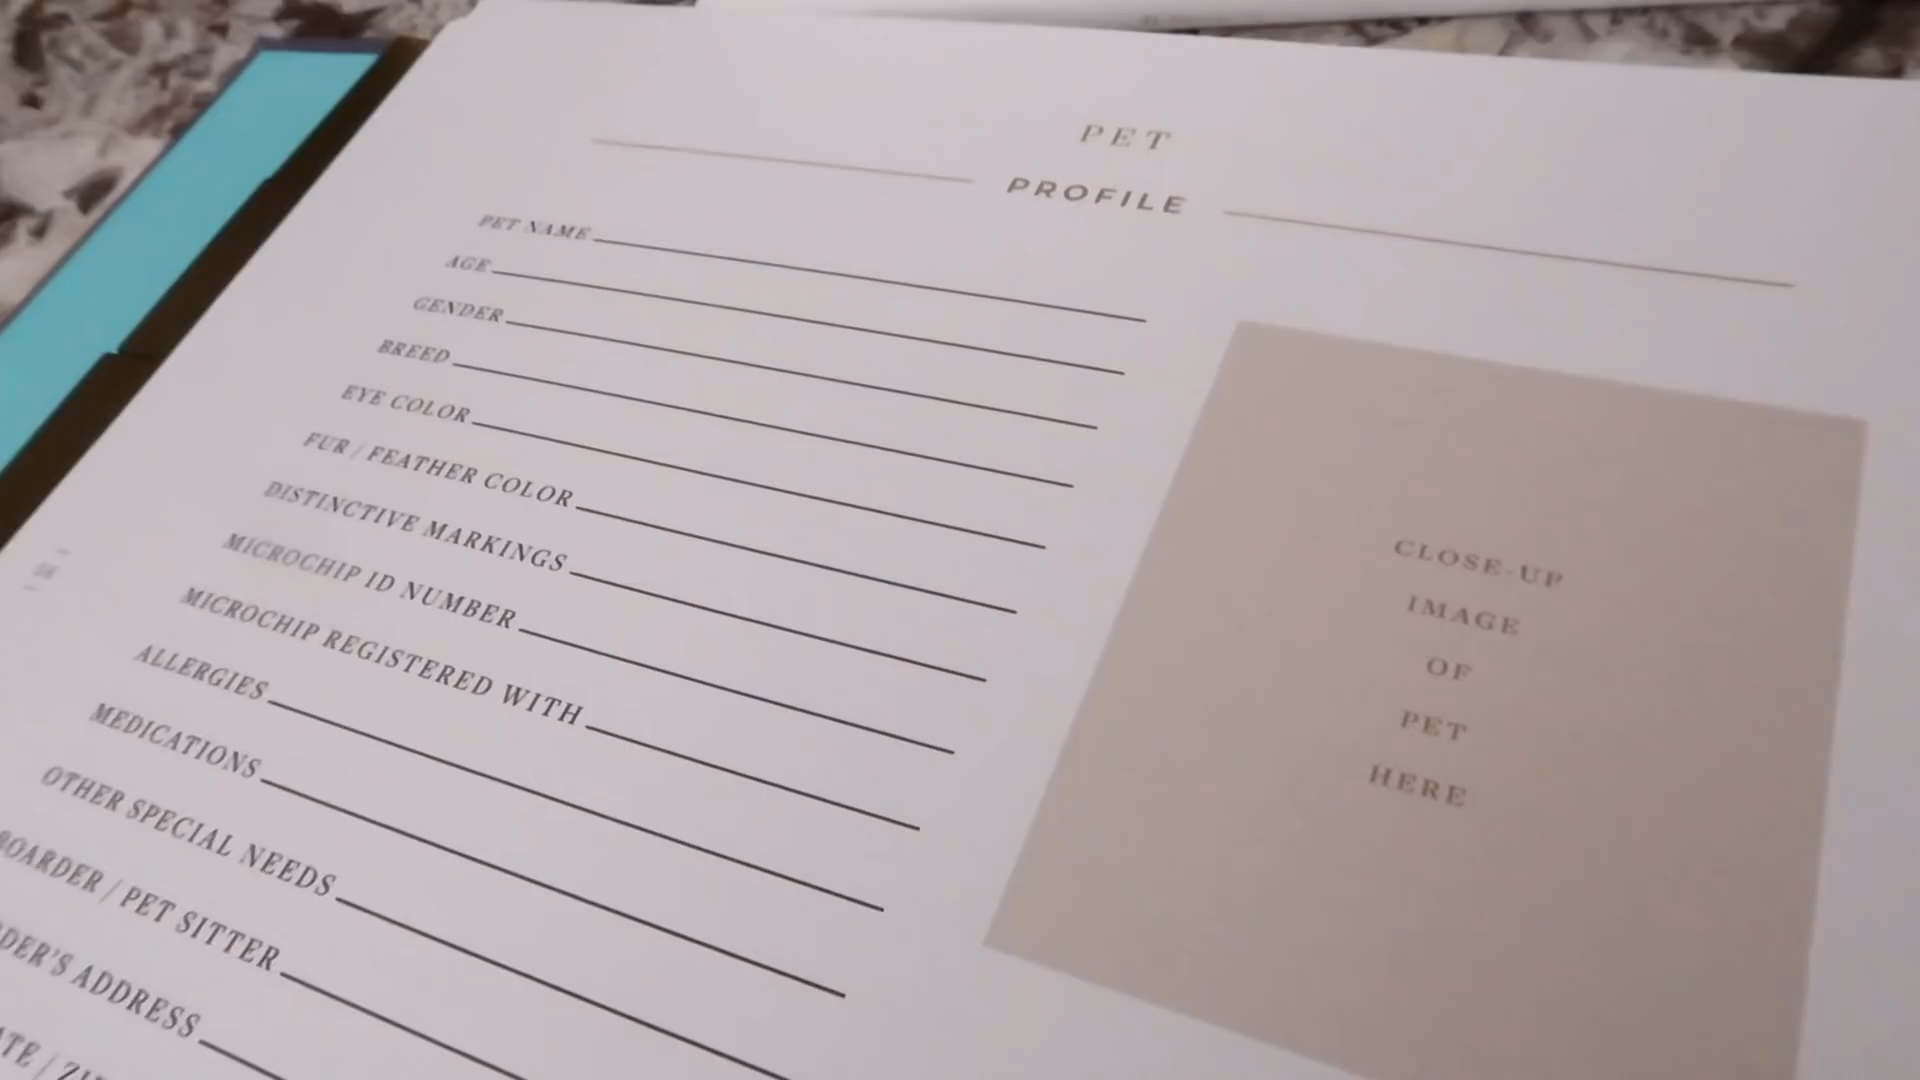 PET
PROFILE
PET NAME
AGE
GENDER
BREED
EYE COLOR
FUR / FEATHER COLOR
DISTINCTIVE MARKINGS
MICROCHIP ID NUMBER
MICROCHIP REGISTERED WITH
ALLERGIES
MEDICATIONS
OTHER SPECIAL NEEDS
BOARDER / PET SITTER
ADDRESS
CLOSE-UP
IMAGE
OF
PET
HERE